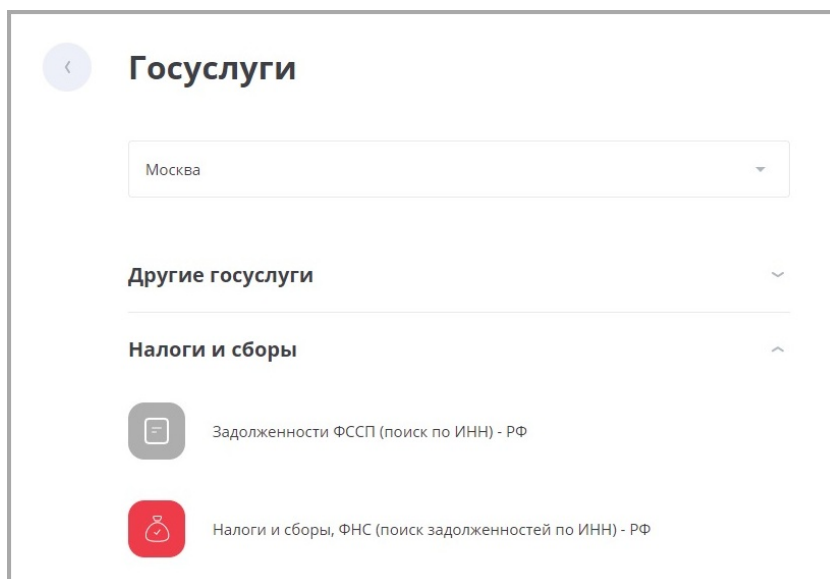 Госуслуги
Москва
Другие госуслуги
Налоги и сборы
Задолженности ФССП (поиск по ИНН) - РФ
Налоги и сборы, ФНС (поиск задолженностей по ИНН) - РФ